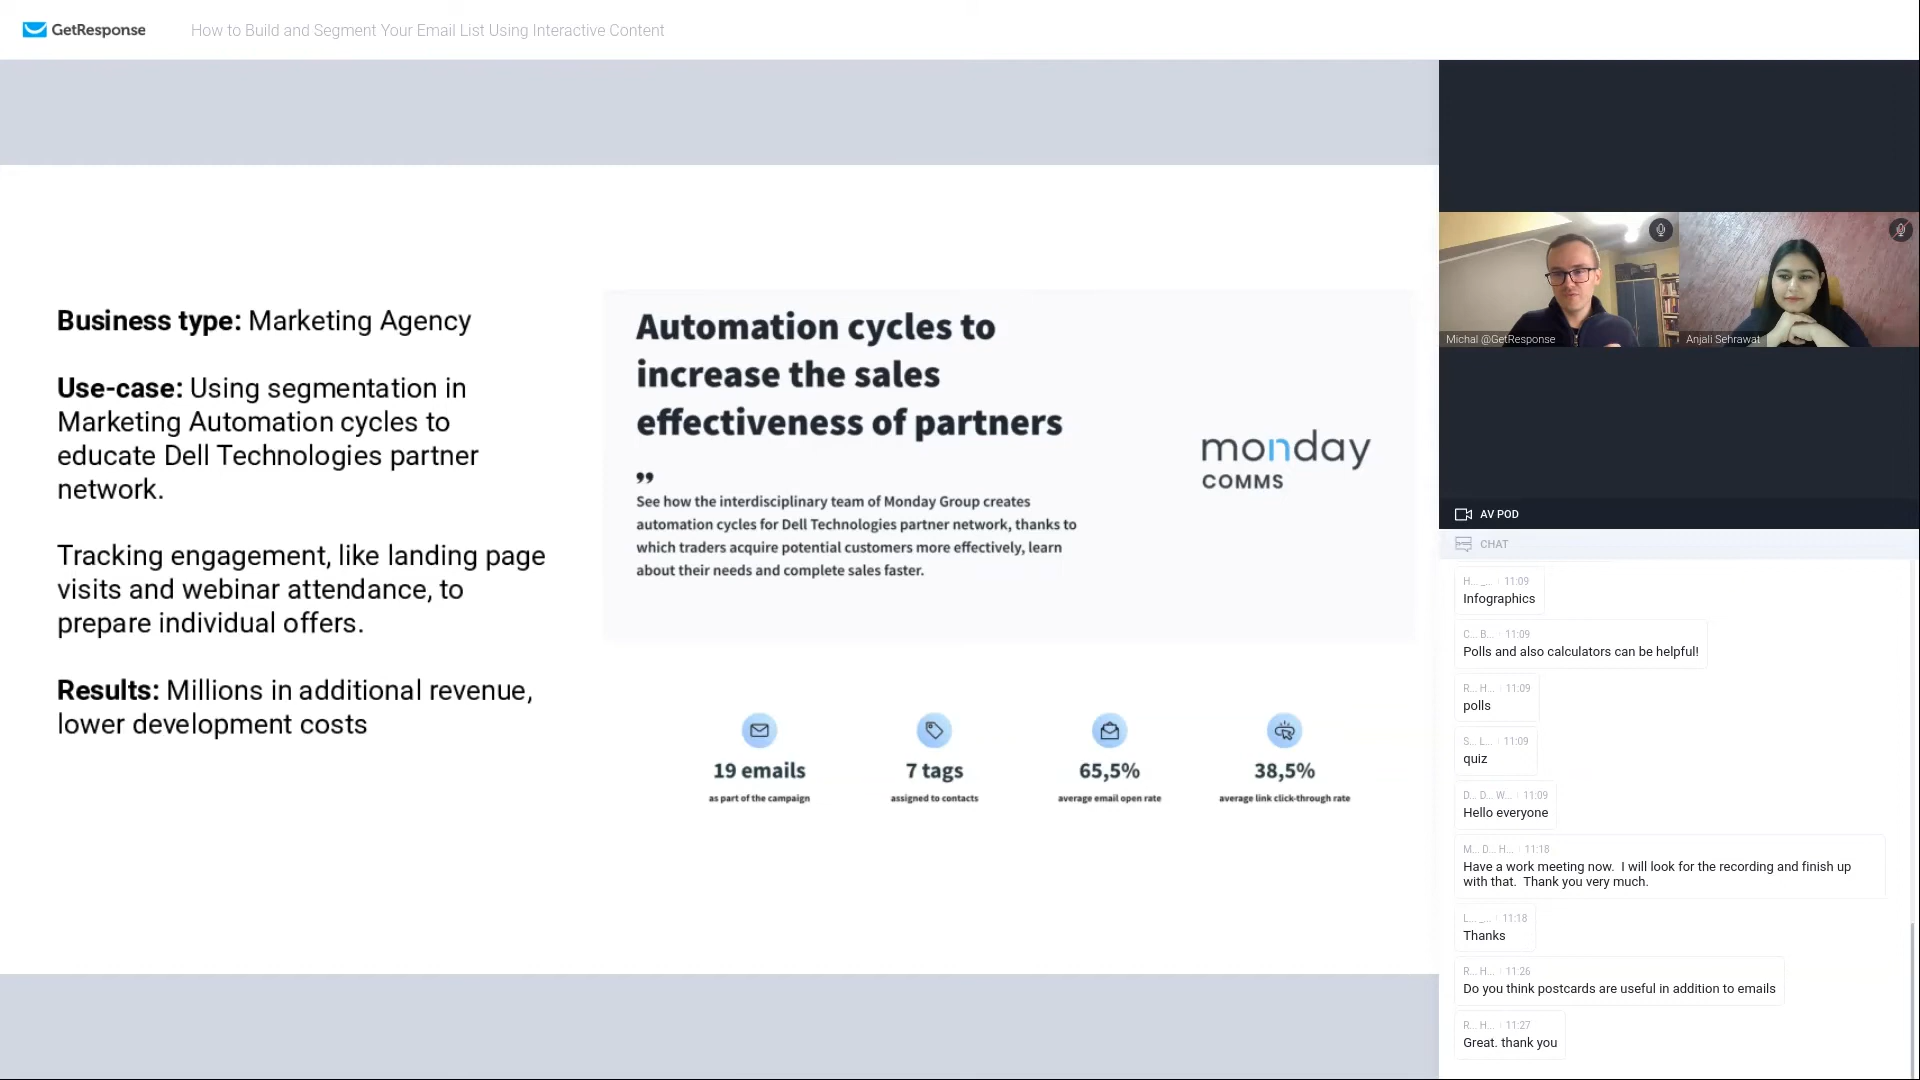 GetResponse
How to Build and Segment Your Email List Using Interactive Content
Business type: Marketing Agency
Use-case: Using segmentation in
Marketing Automation cycles to
educate Dell Technologies partner
network.
Tracking engagement, like landing page
visits and webinar attendance, to
prepare individual offers.
Results: Millions in additional revenue,
lower development costs
Automation cycles to
increase the sales
effectiveness of partners
”
See how the interdisciplinary team of Monday Group creates
automation cycles for Dell Technologies partner network, thanks to
which traders acquire potential customers more effectively, learn
about their needs and complete sales faster.
monday
COMMS
19 emails
as part of the campaign
7 tags
assigned to contacts
65,5%
average email open rate
38,5%
average link click-through rate
Michal @GetResponse
Anjali Sehrawat
AV POD
CHAT
H... _... 11:09
Infographics
C... B... 11:09
Polls and also calculators can be helpful!
R... H... 11:09
polls
S... L... 11:09
quiz
D... D... W... 11:09
Hello everyone
M... D... H... 11:18
Have a work meeting now.  I will look for the recording and finish up
with that.  Thank you very much.
L... _... 11:18
Thanks
R... H... 11:26
Do you think postcards are useful in addition to emails
R... H... 11:27
Great. thank you